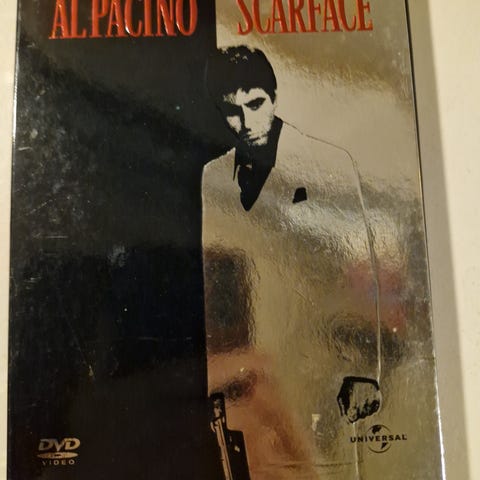 AL PACINO SCARFACE
DVD
VIDEO
UNIVERSAL